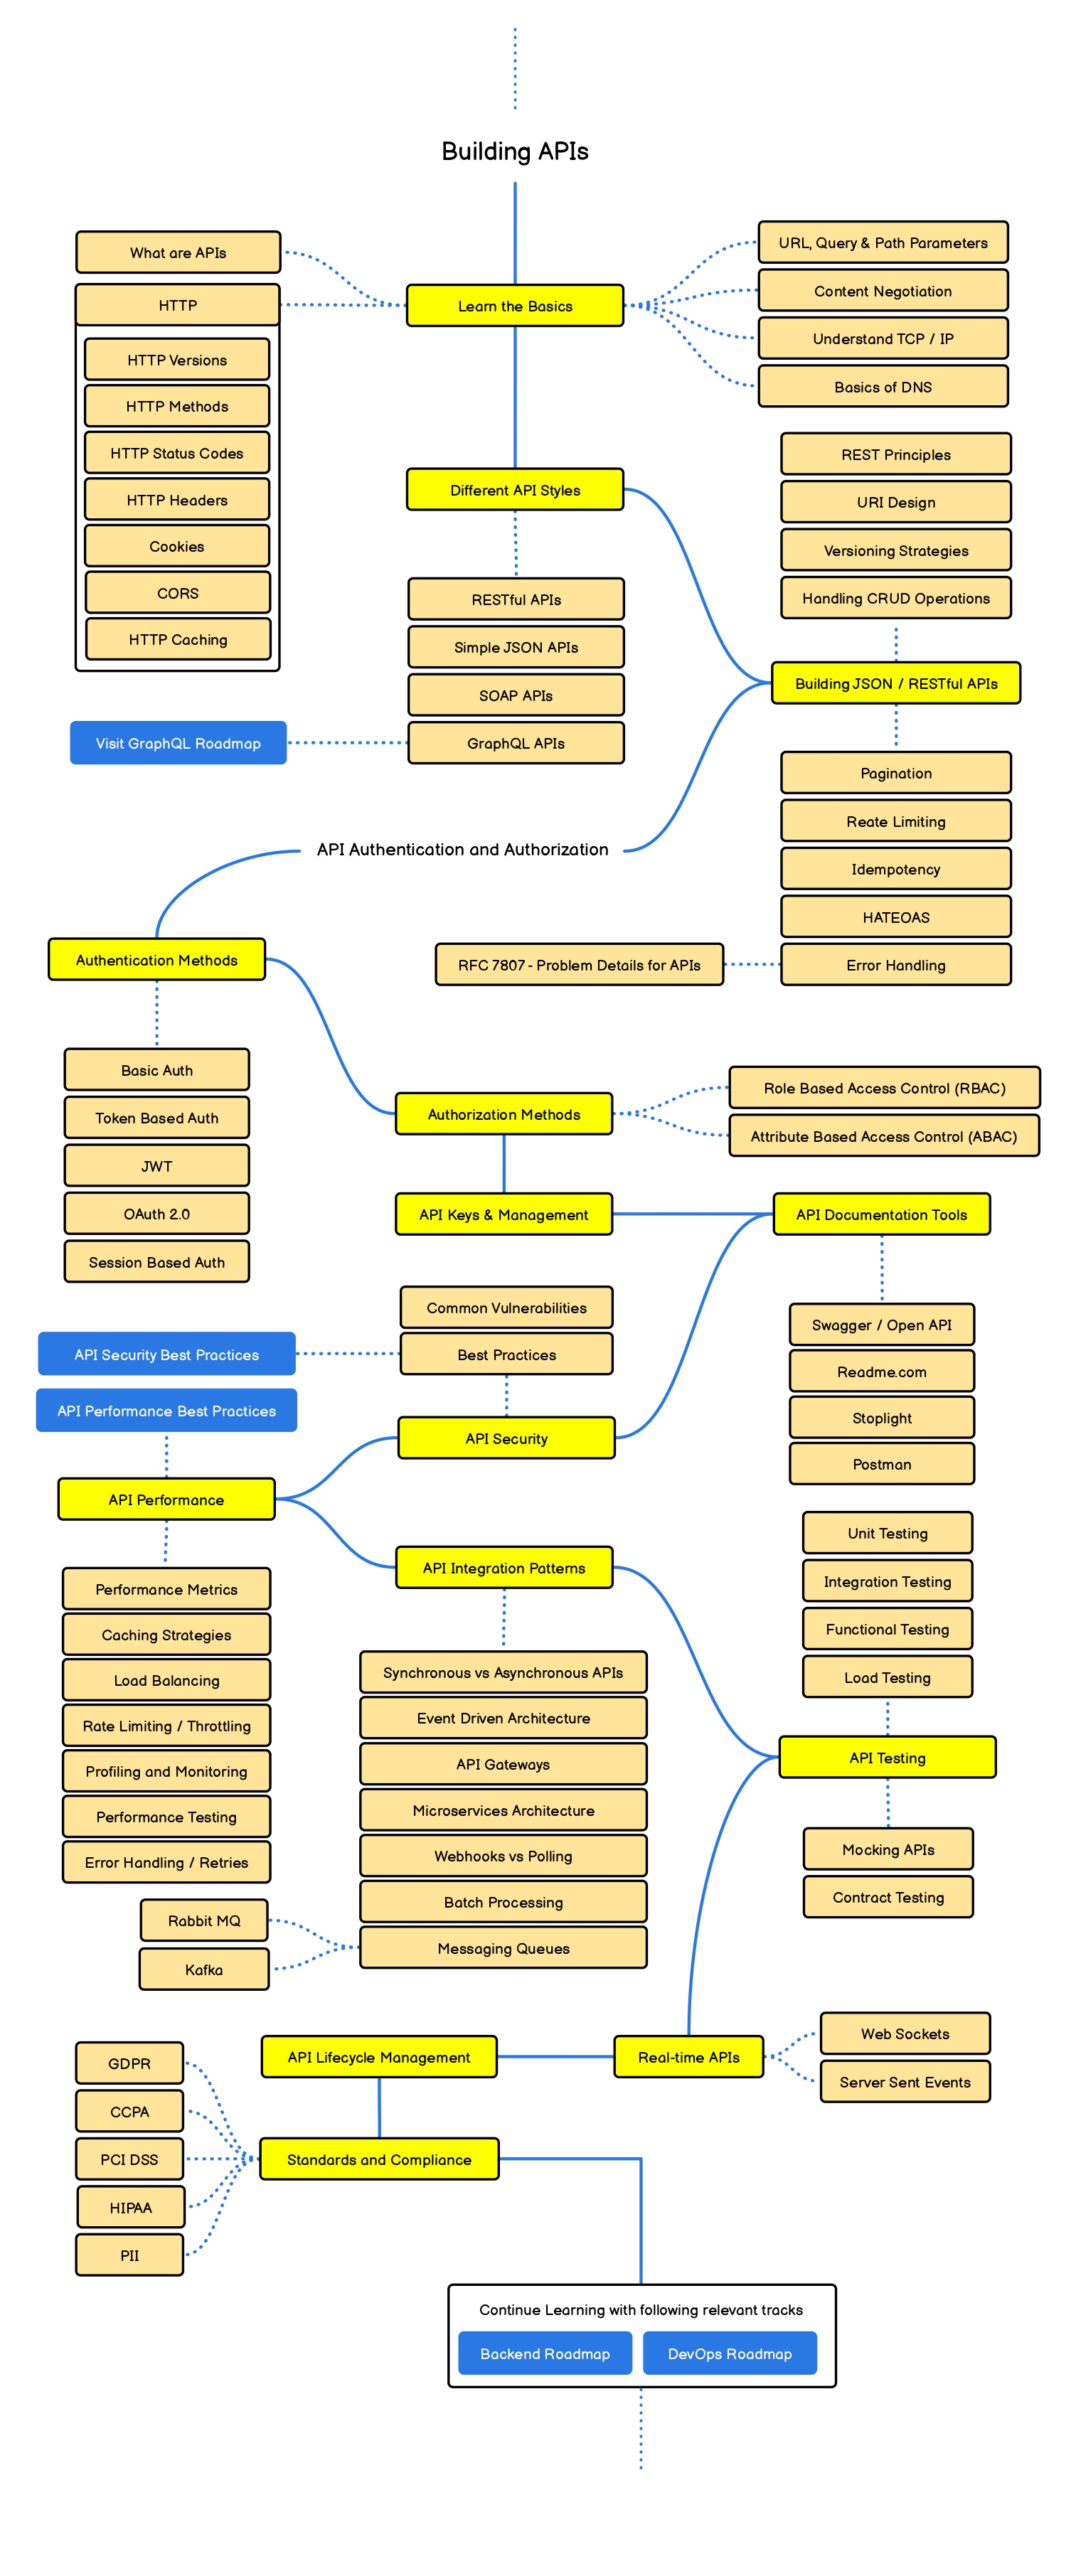 Building APIs
What are APIs
HTTP
HTTP Versions
HTTP Methods
HTTP Status Codes
HTTP Headers
Cookies
CORS
HTTP Caching
Learn the Basics
URL, Query & Path Parameters
Content Negotiation
Understand TCP / IP
Basics of DNS
Different API Styles
RESTful APIs
Simple JSON APIs
SOAP APIs
GraphQL APIs
Visit GraphQL Roadmap
REST Principles
URI Design
Versioning Strategies
Handling CRUD Operations
Building JSON / RESTful APIs
Pagination
Reate Limiting
Idempotency
HATEOAS
Error Handling
RFC 7807 - Problem Details for APIs
API Authentication and Authorization
Authentication Methods
Basic Auth
Token Based Auth
JWT
OAuth 2.0
Session Based Auth
Authorization Methods
Role Based Access Control (RBAC)
Attribute Based Access Control (ABAC)
API Keys & Management
API Documentation Tools
Swagger / Open API
Readme.com
Stoplight
Postman
Common Vulnerabilities
Best Practices
API Security Best Practices
API Security
API Performance Best Practices
API Performance
Performance Metrics
Caching Strategies
Load Balancing
Rate Limiting / Throttling
Profiling and Monitoring
Performance Testing
Error Handling / Retries
API Integration Patterns
Synchronous vs Asynchronous APIs
Event Driven Architecture
API Gateways
Microservices Architecture
Webhooks vs Polling
Batch Processing
Messaging Queues
Rabbit MQ
Kafka
Unit Testing
Integration Testing
Functional Testing
Load Testing
API Testing
Mocking APIs
Contract Testing
Real-time APIs
Web Sockets
Server Sent Events
API Lifecycle Management
Standards and Compliance
GDPR
CCPA
PCI DSS
HIPAA
PII
Continue Learning with following relevant tracks
Backend Roadmap
DevOps Roadmap